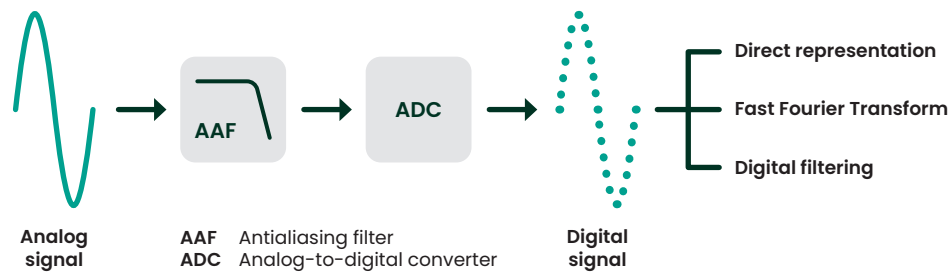 Direct representation
AAF
ADC
Fast Fourier Transform
Digital filtering
Analog
signal
AAF Antialiasing filter
ADC Analog-to-digital converter
Digital
signal